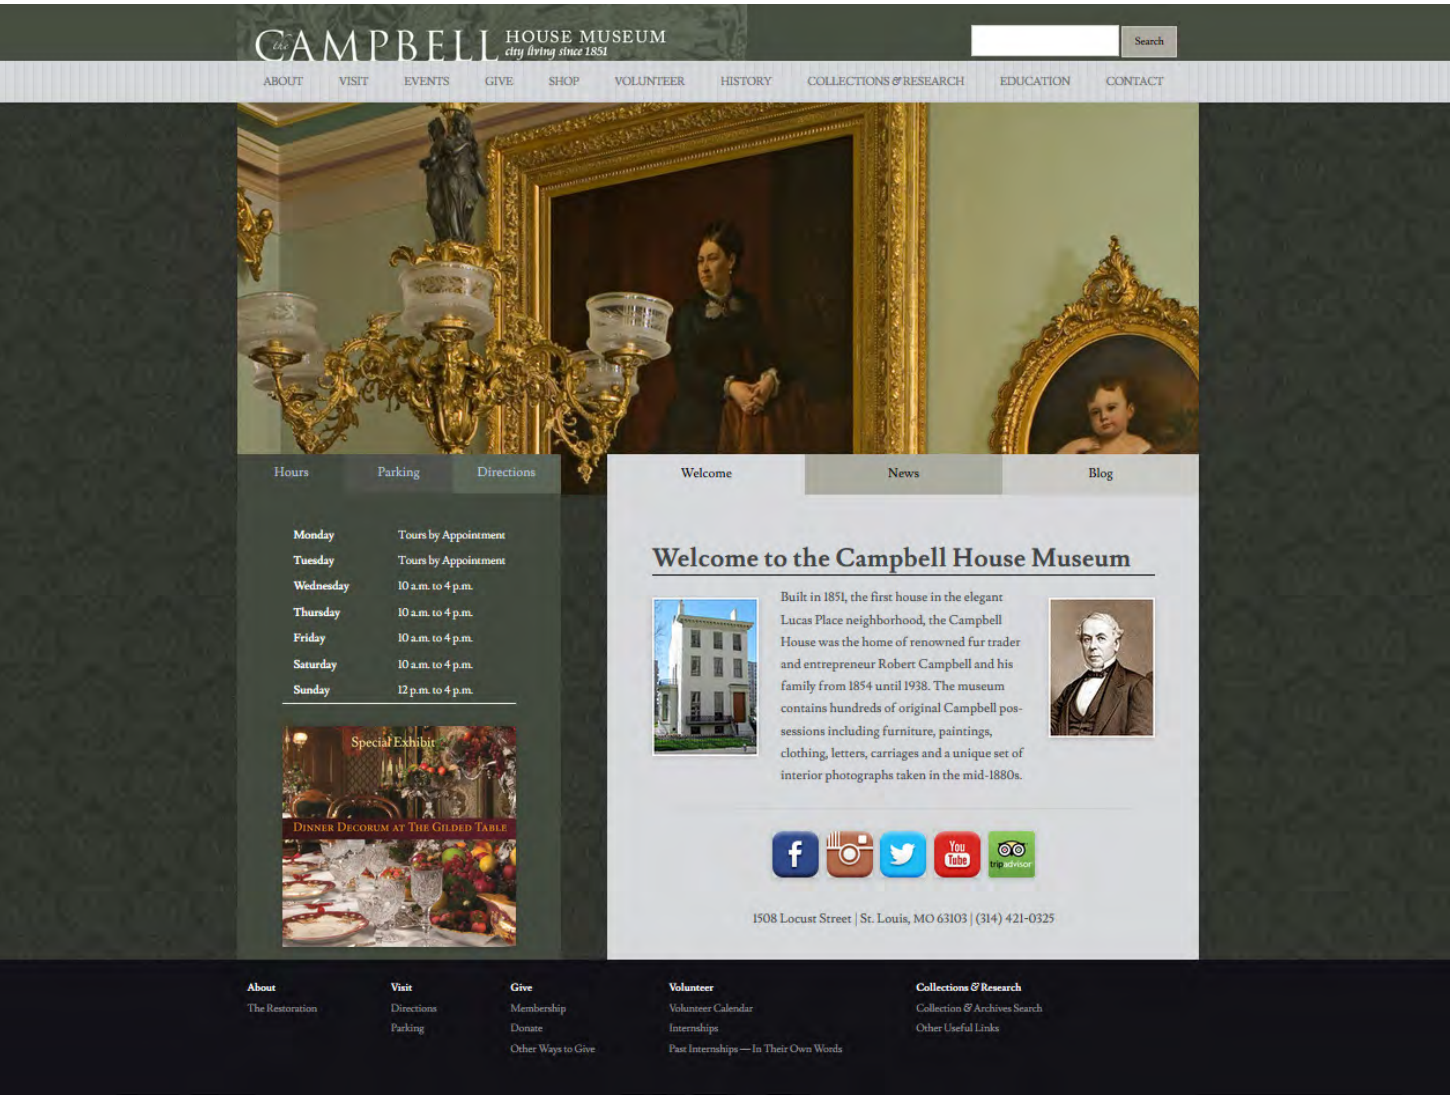 the CAMPBELL HOUSE MUSEUM
city living since 1851
Search
ABOUT VISIT EVENTS GIVE SHOP VOLUNTEER HISTORY COLLECTIONS & RESEARCH EDUCATION CONTACT
Hours Parking Directions
Monday Tours by Appointment
Tuesday Tours by Appointment
Wednesday 10 a.m. to 4 p.m.
Thursday 10 a.m. to 4 p.m.
Friday 10 a.m. to 4 p.m.
Saturday 10 a.m. to 4 p.m.
Sunday 12 p.m. to 4 p.m.
Special Exhibit
DINNER DECORUM AT THE GILDED TABLE
Welcome News Blog
Welcome to the Campbell House Museum
Built in 1851, the first house in the elegant
Lucas Place neighborhood, the Campbell
House was the home of renowned fur trader
and entrepreneur Robert Campbell and his
family from 1854 until 1938. The museum
contains hundreds of original Campbell pos-
sessions including furniture, paintings,
clothing, letters, carriages and a unique set of
interior photographs taken in the mid-1880s.
f
You
Tube
tripadvisor
1508 Locust Street | St. Louis, MO 63103 | (314) 421-0325
About
The Restoration
Visit
Directions
Parking
Give
Membership
Donate
Other Ways to Give
Volunteer
Volunteer Calendar
Internships
Past Internships — In Their Own Words
Collections & Research
Collection & Archives Search
Other Useful Links